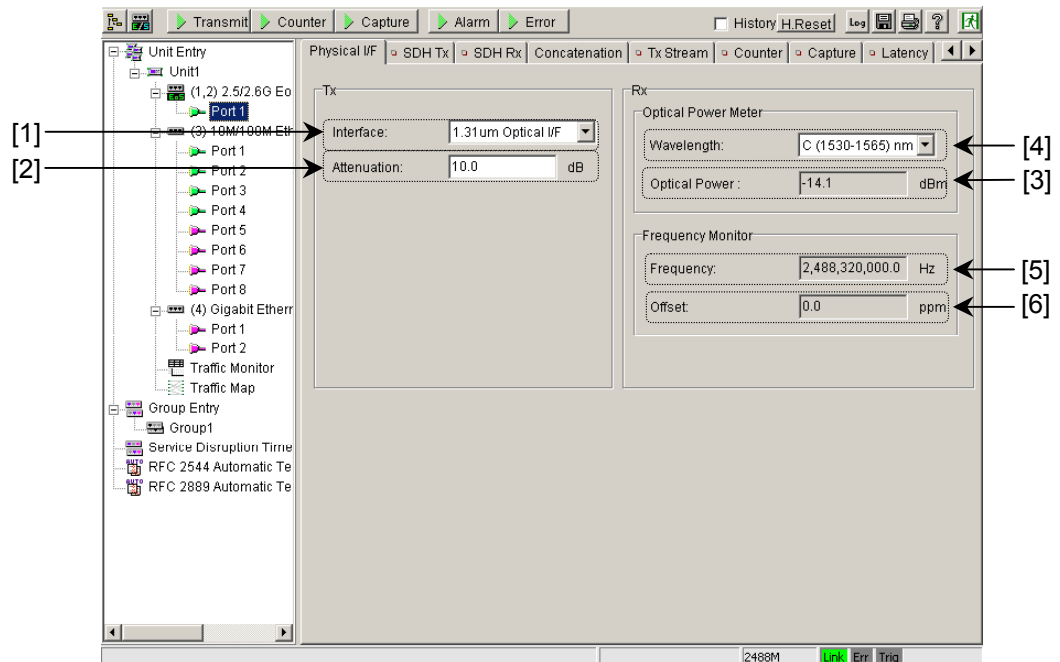 Transmit Counter Capture Alarm Error History H.Reset Log ?
Unit Entry
Unit1
(1,2) 2.5/2.6G Eo
Port 1
(3) 10M/100M Eth
Port 1
Port 2
Port 3
Port 4
Port 5
Port 6
Port 7
Port 8
(4) Gigabit Etherr
Port 1
Port 2
Traffic Monitor
Traffic Map
Group Entry
Group1
Service Disruption Time
RFC 2544 Automatic Te
RFC 2889 Automatic Te
Physical I/F SDH Tx SDH Rx Concatenation Tx Stream Counter Capture Latency
Tx
[1] Interface: 1.31um Optical I/F
[2] Attenuation: 10.0 dB
Rx
Optical Power Meter
Wavelength: C (1530-1565) nm [4]
Optical Power : -14.1 dBm [3]
Frequency Monitor
Frequency: 2,488,320,000.0 Hz [5]
Offset: 0.0 ppm [6]
2488M Link Err Trig